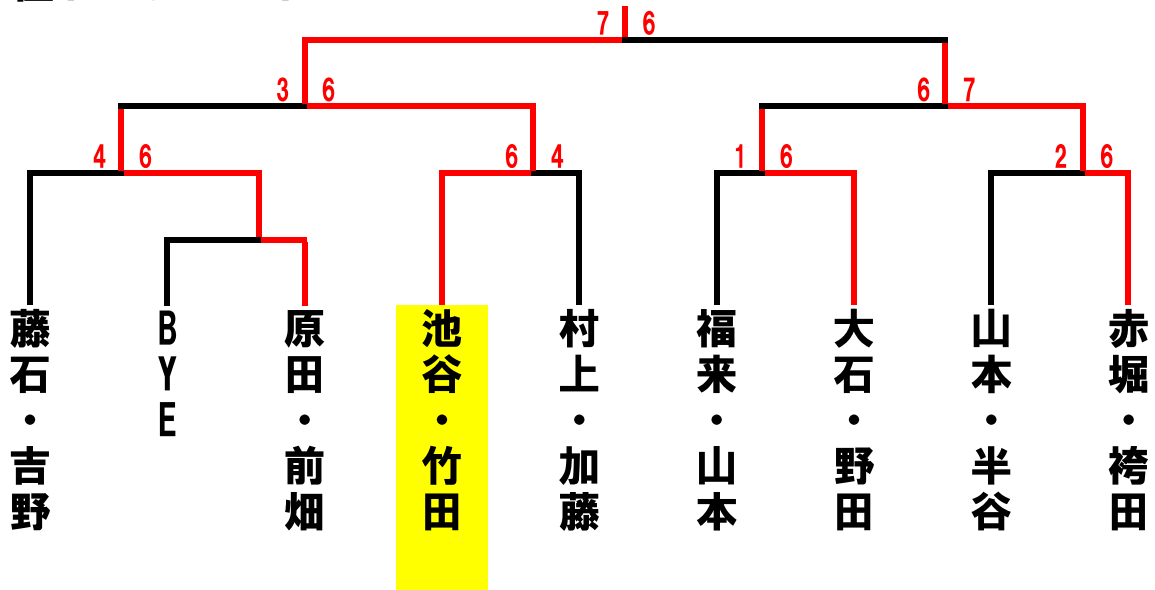 7 6
3 6
6 7
4 6
6 4
1 6
2 6
藤石・吉野
BYE
原田・前畑
池谷・竹田
村上・加藤
福来・山本
大石・野田
山本・半谷
赤堀・袴田